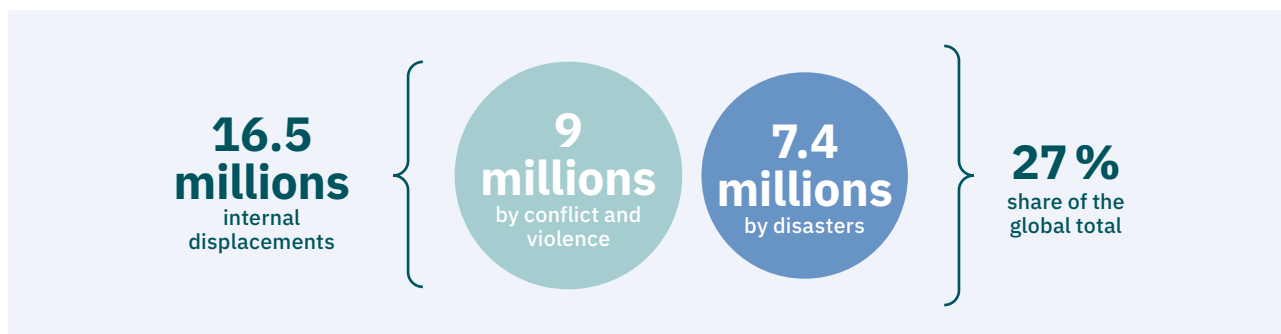 16.5
millions
internal
displacements
9
millions
by conflict and
violence
7.4
millions
by disasters
27 %
share of the
global total